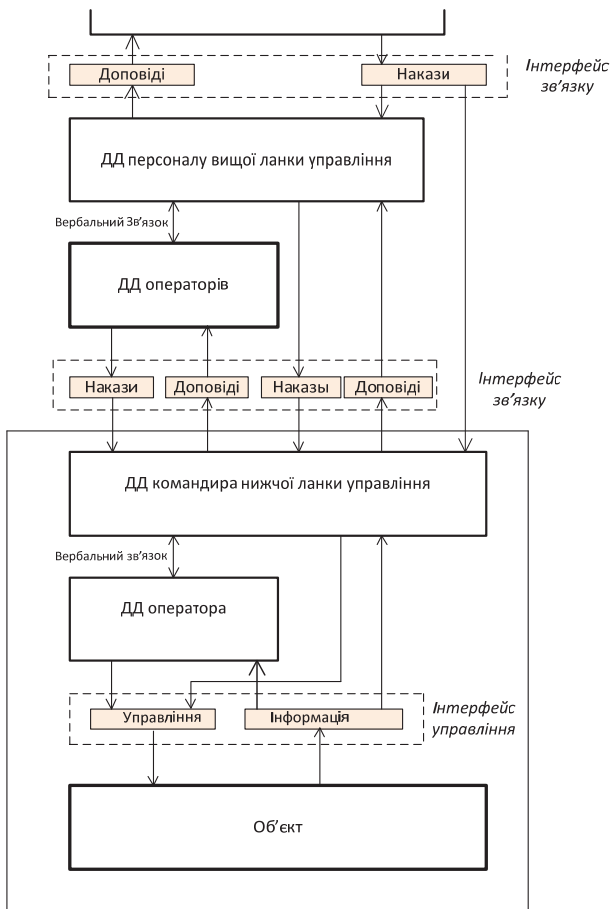 Доповіді
Накази
Інтерфейс
зв'язку
ДД персоналу вищої ланки управління
Вербальний Зв'язок
ДД операторів
Накази
Доповіді
Наказы
Доповіді
Інтерфейс
зв'язку
ДД командира нижчої ланки управління
Вербальний зв'язок
ДД оператора
Управління
Інформація
Інтерфейс
управління
Об'єкт